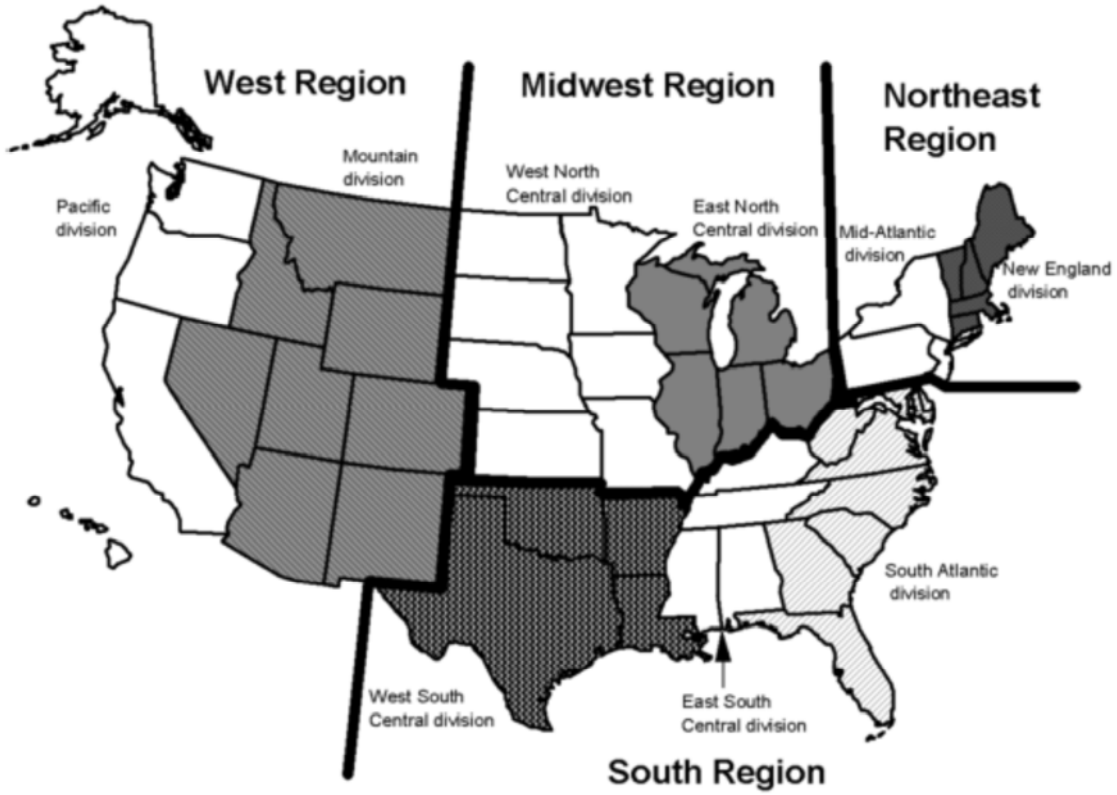 West Region
Midwest Region
Northeast
Region
Mountain
division
West North
Central division
Pacific
division
East North
Central division
Mid-Atlantic
division
New England
division
South Atlantic
division
West South
Central division
East South
Central division
South Region